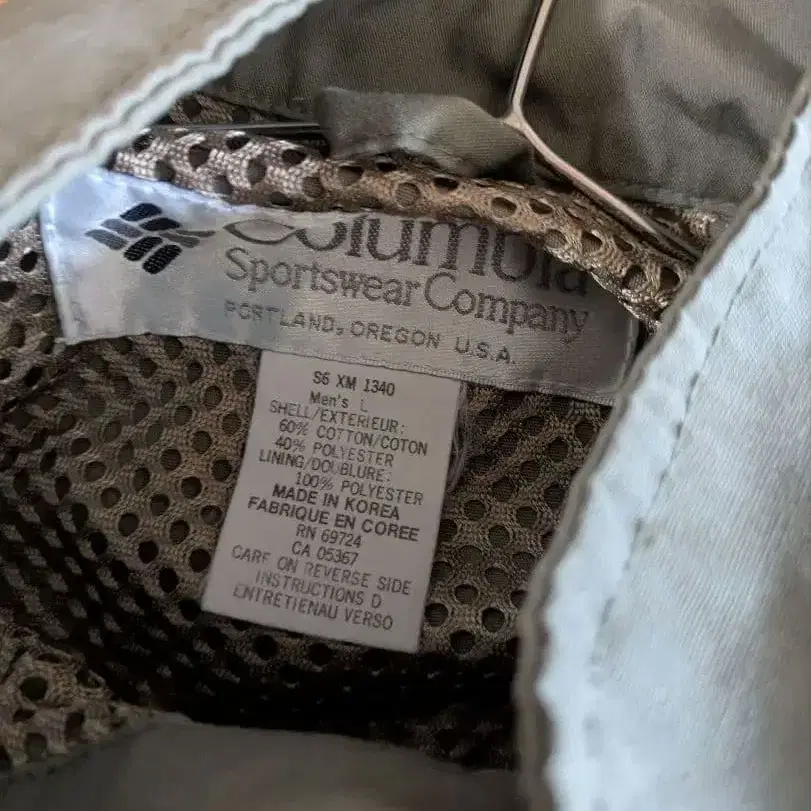 Columbia
Sportswear Company
PORTLAND, OREGON U.S.A.
S6 XM 1340
Men's L
SHELL/EXTERIEUR:
60% COTTON/COTON
40% POLYESTER
LINING/DOUBLURE:
100% POLYESTER
MADE IN KOREA
FABRIQUE EN COREE
RN 69724
CA 05367
CARE ON REVERSE SIDE
INSTRUCTIONS D
ENTRETIENAU VERSO